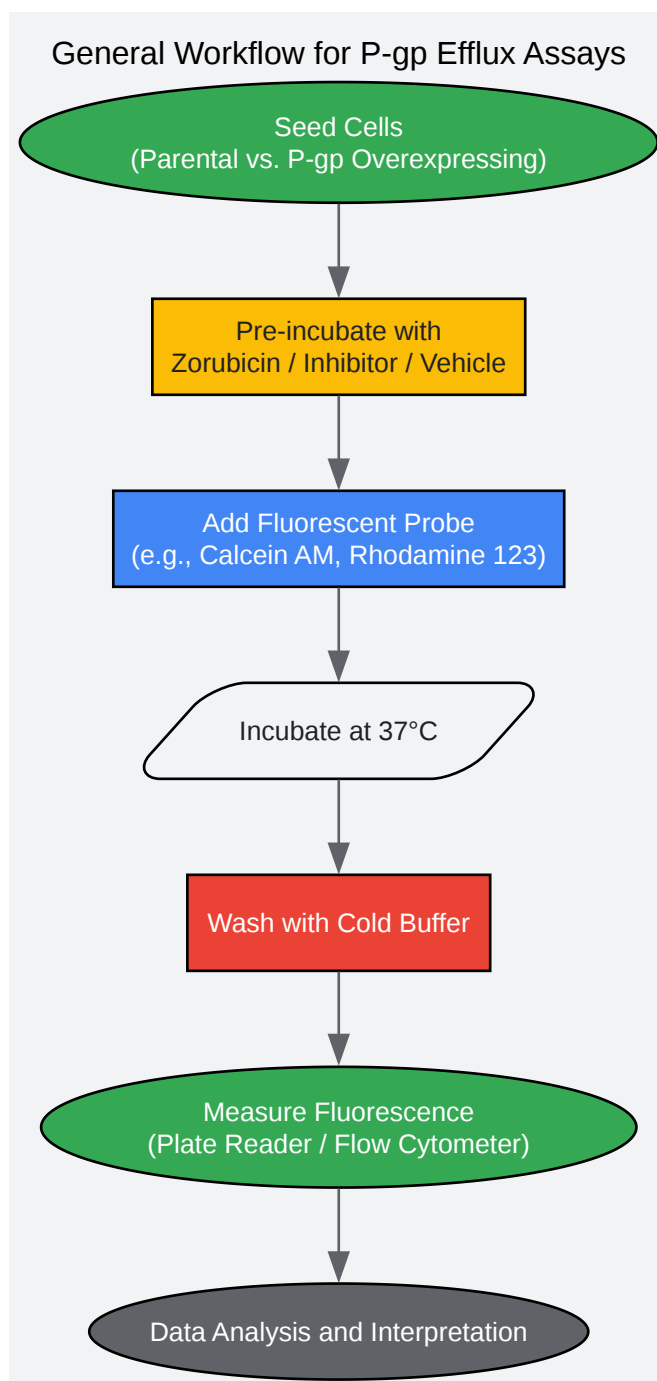 General Workflow for P-gp Efflux Assays
Seed Cells
(Parental vs. P-gp Overexpressing)
Pre-incubate with
Zorubicin / Inhibitor / Vehicle
Add Fluorescent Probe
(e.g., Calcein AM, Rhodamine 123)
Incubate at 37°C
Wash with Cold Buffer
Measure Fluorescence
(Plate Reader / Flow Cytometer)
Data Analysis and Interpretation